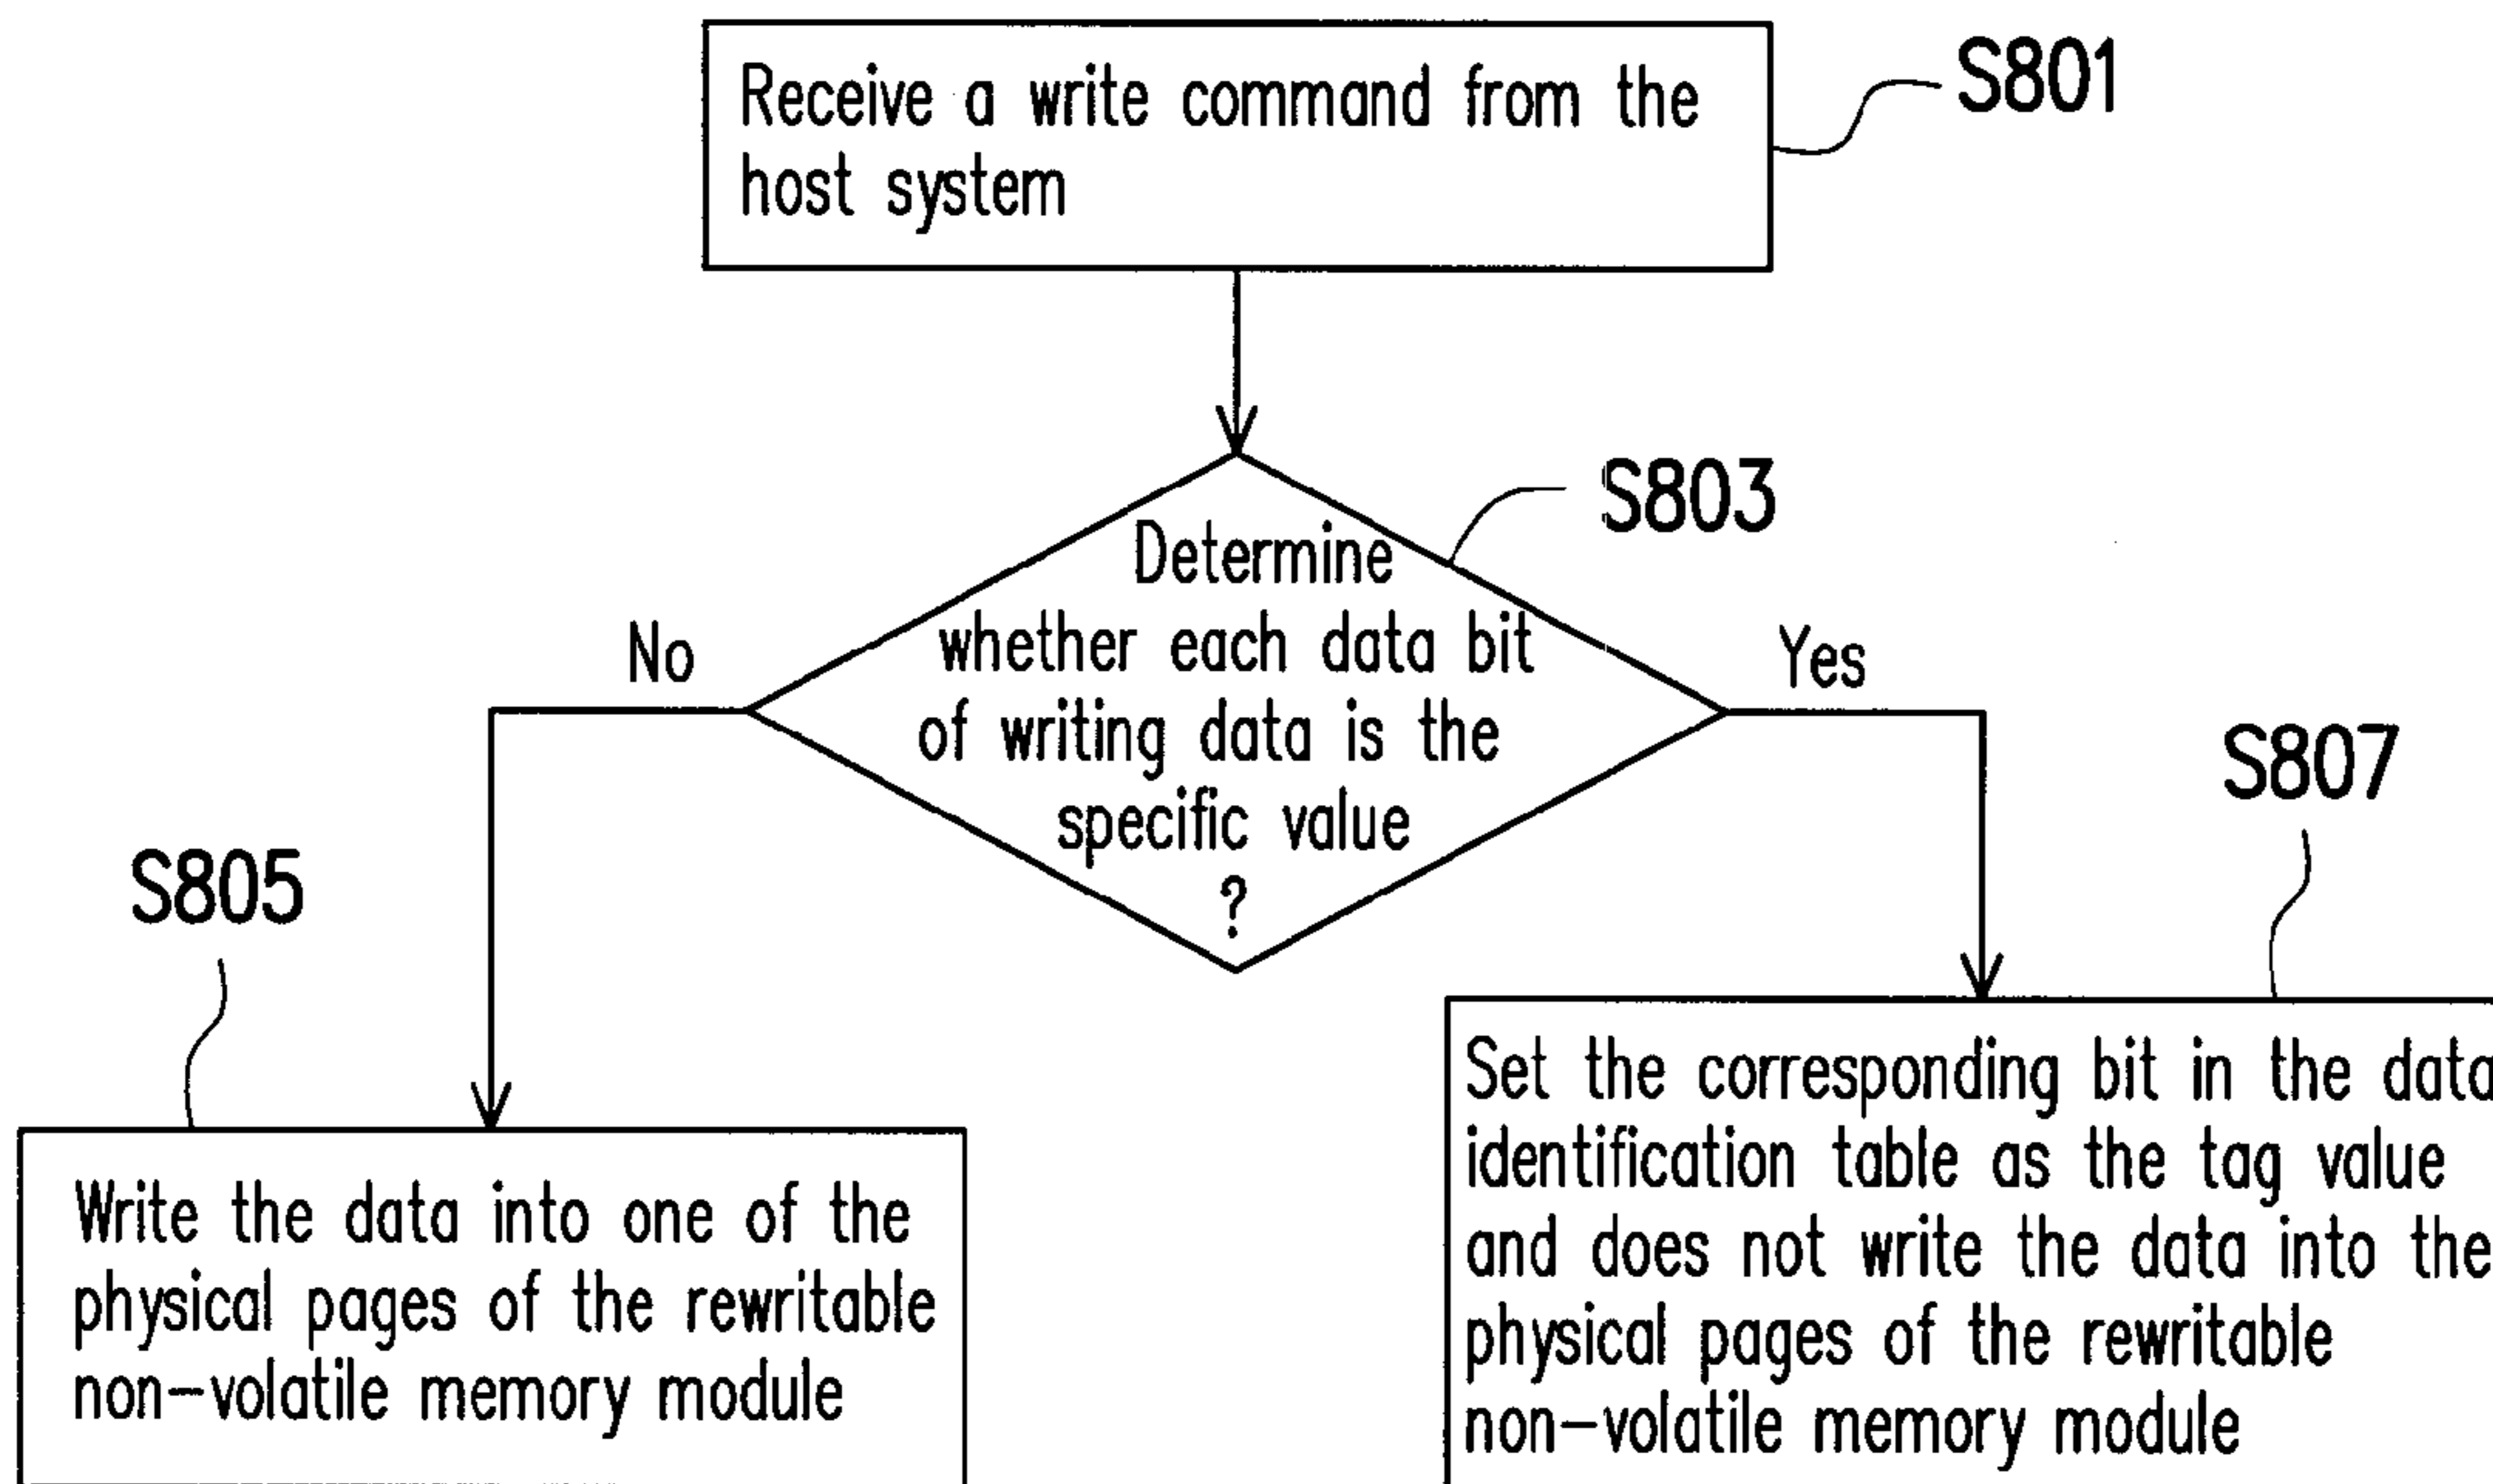 Receive a write command from the
host system
S801
S803
Determine
whether each data bit
of writing data is the
specific value
?
No
Yes
S805
Write the data into one of the
physical pages of the rewritable
non-volatile memory module
S807
Set the corresponding bit in the data
identification table as the tag value
and does not write the data into the
physical pages of the rewritable
non-volatile memory module